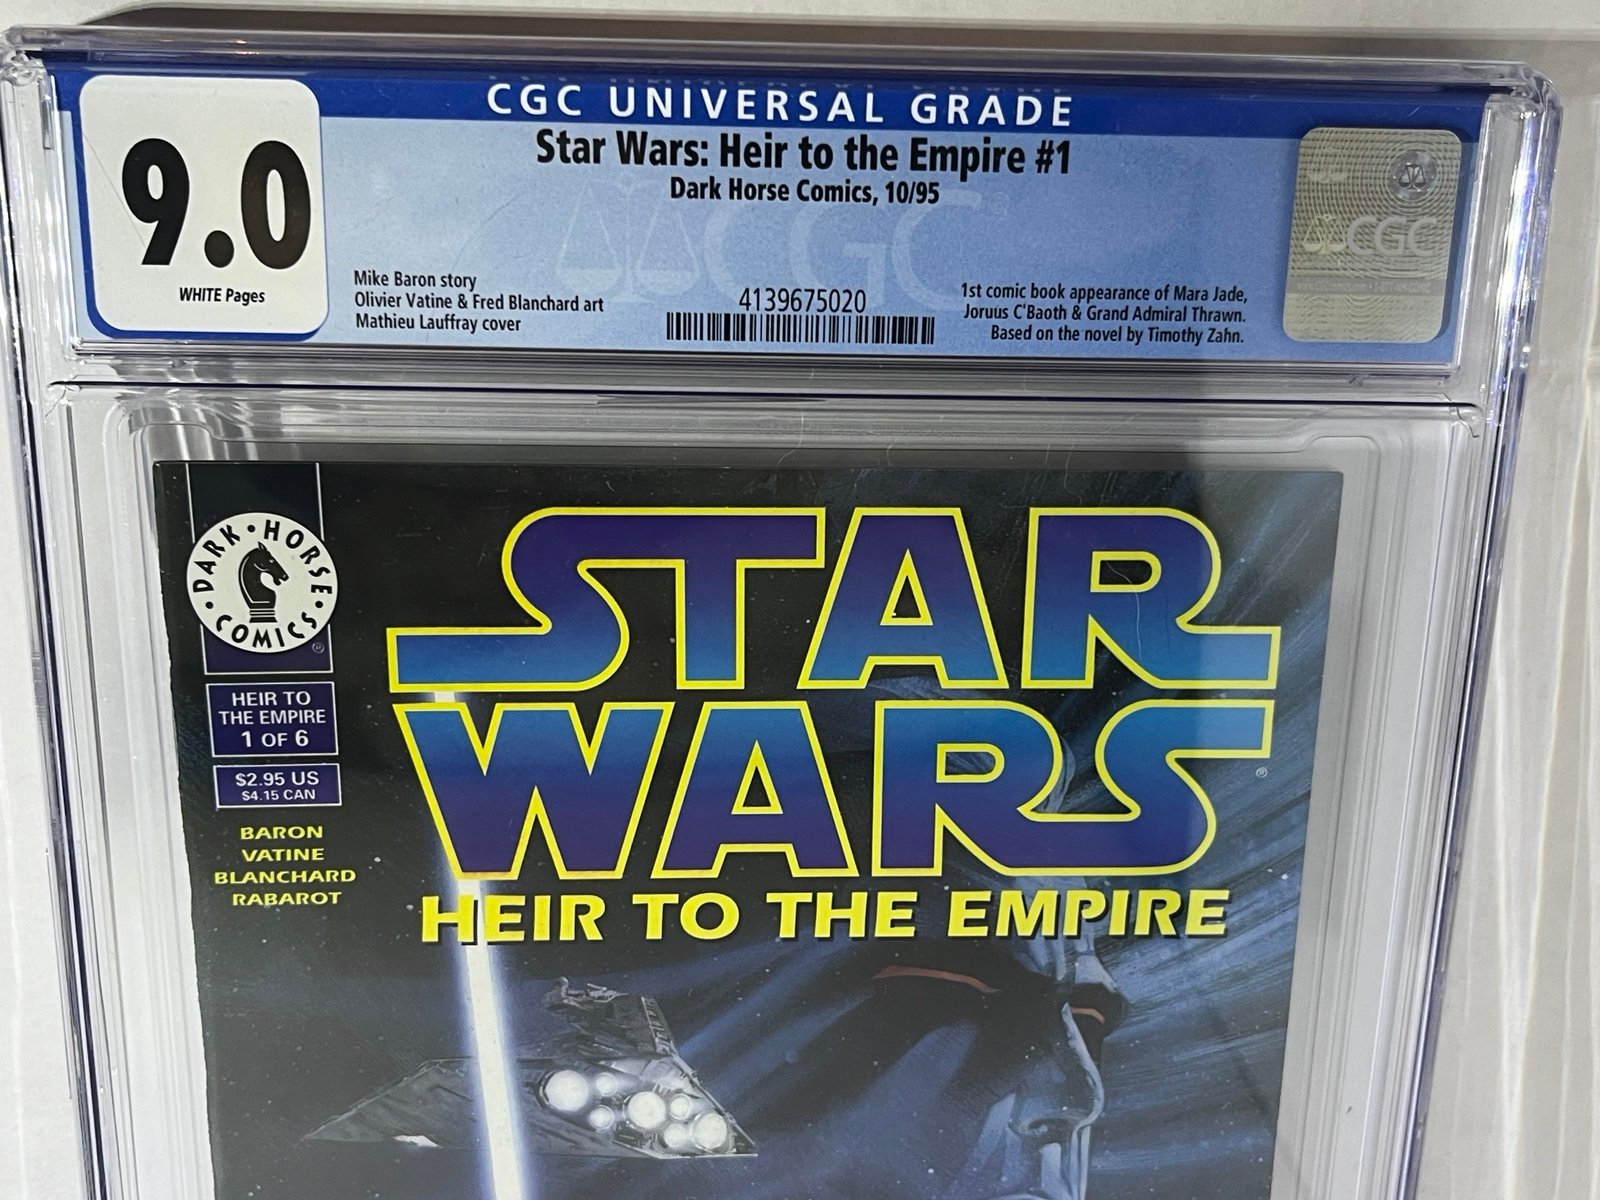 CGC UNIVERSAL GRADE
9.0
WHITE Pages
Star Wars: Heir to the Empire #1
Dark Horse Comics, 10/95
Mike Baron story
Olivier Vatine & Fred Blanchard art
Mathieu Lauffray cover
4139675020
1st comic book appearance of Mara Jade,
Joruus C'Baoth & Grand Admiral Thrawn.
Based on the novel by Timothy Zahn.
CGC
CGC
DARK • HORSE • COMICS •
HEIR TO
THE EMPIRE
1 OF 6
$2.95 US
$4.15 CAN
BARON
VATINE
BLANCHARD
RABAROT
STAR
WARS
HEIR TO THE EMPIRE